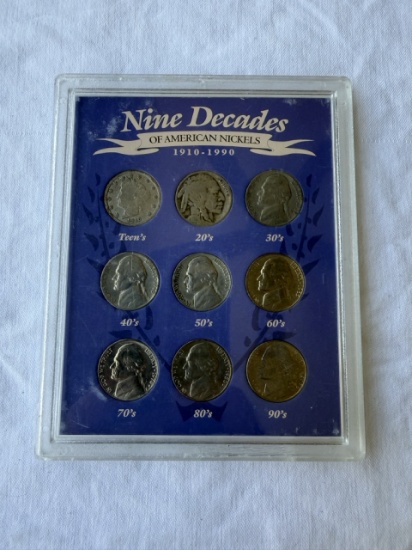 Nine Decades
OF AMERICAN NICKELS
1910-1990
Teen's 20's 30's
40's 50's 60's
70's 80's 90's